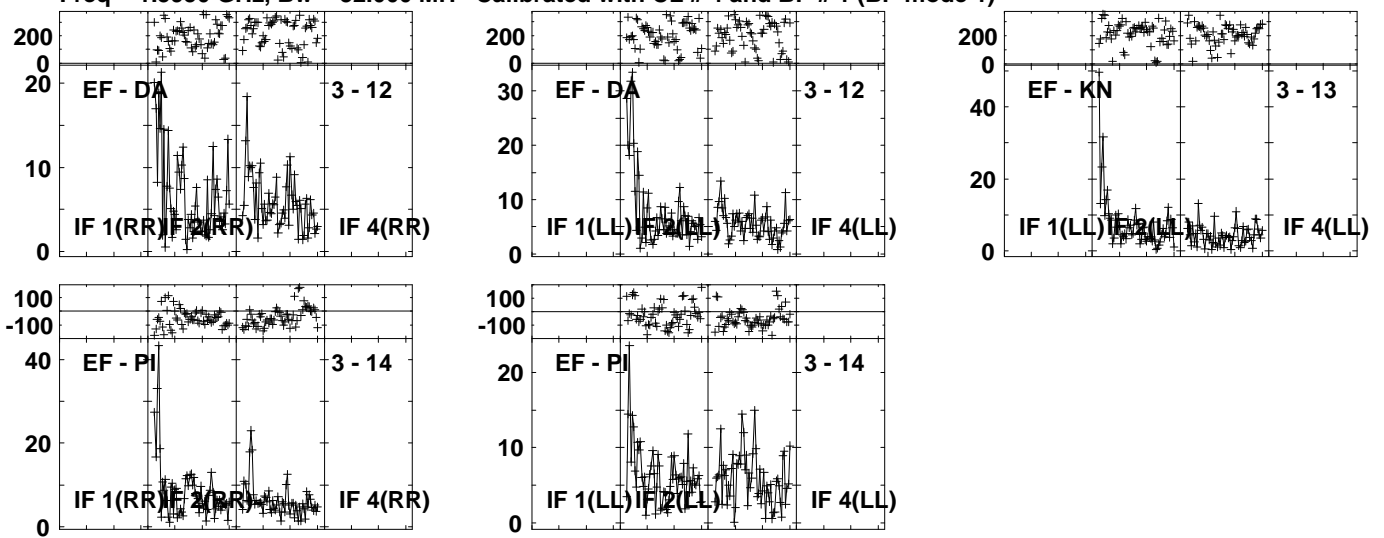 200
0
EF - DA
3 - 12
20
10
0
IF 1(RR)
IF 2(RR)
IF 4(RR)
200
0
EF - DA
3 - 12
30
20
10
0
IF 1(LL)
IF 2(LL)
IF 4(LL)
200
0
EF - KN
3 - 13
40
20
0
IF 1(LL)
IF 2(LL)
IF 4(LL)
100
-100
EF - PI
3 - 14
40
20
0
IF 1(RR)
IF 2(RR)
IF 4(RR)
100
-100
EF - PI
3 - 14
20
10
0
IF 1(LL)
IF 2(LL)
IF 4(LL)